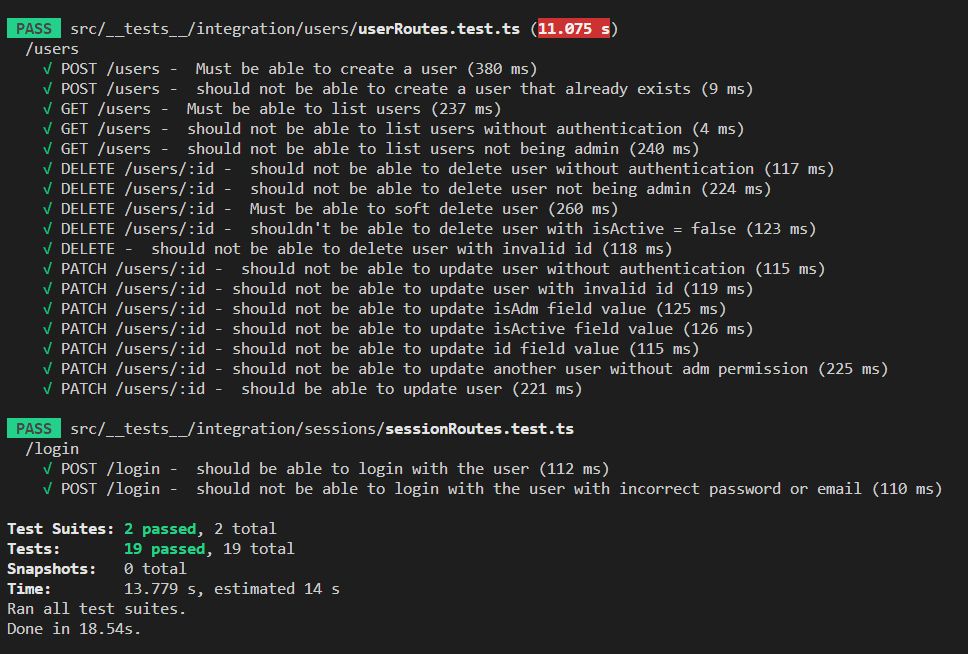 PASS src/__tests__/integration/users/userRoutes.test.ts (11.075 s)
/users
√ POST /users -  Must be able to create a user (380 ms)
√ POST /users -  should not be able to create a user that already exists (9 ms)
√ GET /users -  Must be able to list users (237 ms)
√ GET /users -  should not be able to list users without authentication (4 ms)
√ GET /users -  should not be able to list users not being admin (240 ms)
√ DELETE /users/:id -  should not be able to delete user without authentication (117 ms)
√ DELETE /users/:id -  should not be able to delete user not being admin (224 ms)
√ DELETE /users/:id -  Must be able to soft delete user (260 ms)
√ DELETE /users/:id -  shouldn't be able to delete user with isActive = false (123 ms)
√ DELETE -  should not be able to delete user with invalid id (118 ms)
√ PATCH /users/:id -  should not be able to update user without authentication (115 ms)
√ PATCH /users/:id - should not be able to update user with invalid id (119 ms)
√ PATCH /users/:id - should not be able to update isAdm field value (125 ms)
√ PATCH /users/:id - should not be able to update isActive field value (126 ms)
√ PATCH /users/:id - should not be able to update id field value (115 ms)
√ PATCH /users/:id - should not be able to update another user without adm permission (225 ms)
√ PATCH /users/:id -  should be able to update user (221 ms)
PASS src/__tests__/integration/sessions/sessionRoutes.test.ts
/login
√ POST /login -  should be able to login with the user (112 ms)
√ POST /login -  should not be able to login with the user with incorrect password or email (110 ms)
Test Suites: 2 passed, 2 total
Tests:       19 passed, 19 total
Snapshots:   0 total
Time:        13.779 s, estimated 14 s
Ran all test suites.
Done in 18.54s.